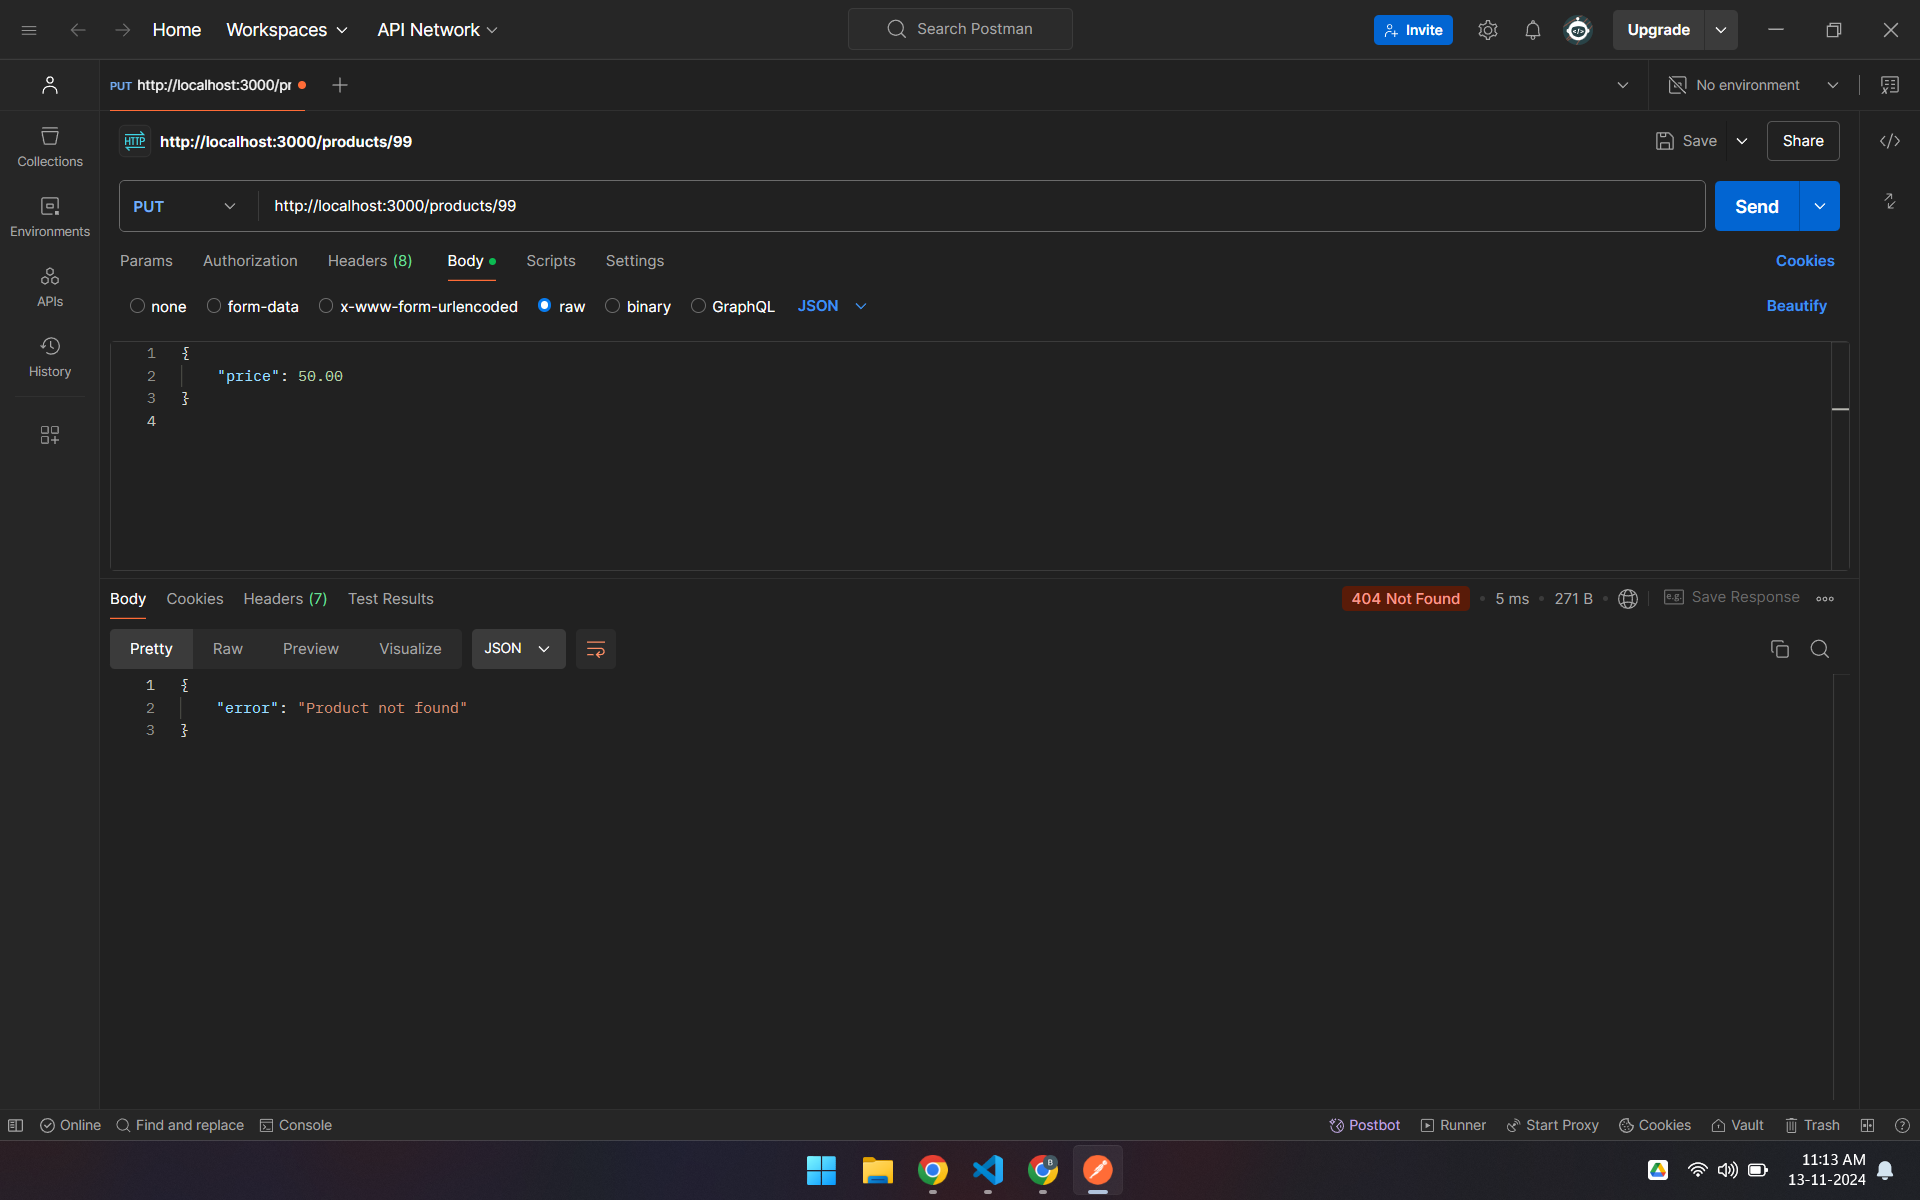 Home Workspaces API Network Search Postman Invite Upgrade
PUT http://localhost:3000/pr No environment
HTTP http://localhost:3000/products/99 Save Share
Collections
PUT http://localhost:3000/products/99 Send
Environments
Params Authorization Headers (8) Body Scripts Settings Cookies
APIs
none form-data x-www-form-urlencoded raw binary GraphQL JSON Beautify
History
1 {
2 "price": 50.00
3 }
4
Body Cookies Headers (7) Test Results 404 Not Found 5 ms 271 B e.g. Save Response
Pretty Raw Preview Visualize JSON
1 {
2 "error": "Product not found"
3 }
Online Find and replace Console Postbot Runner Start Proxy Cookies Vault Trash
11:13 AM
13-11-2024